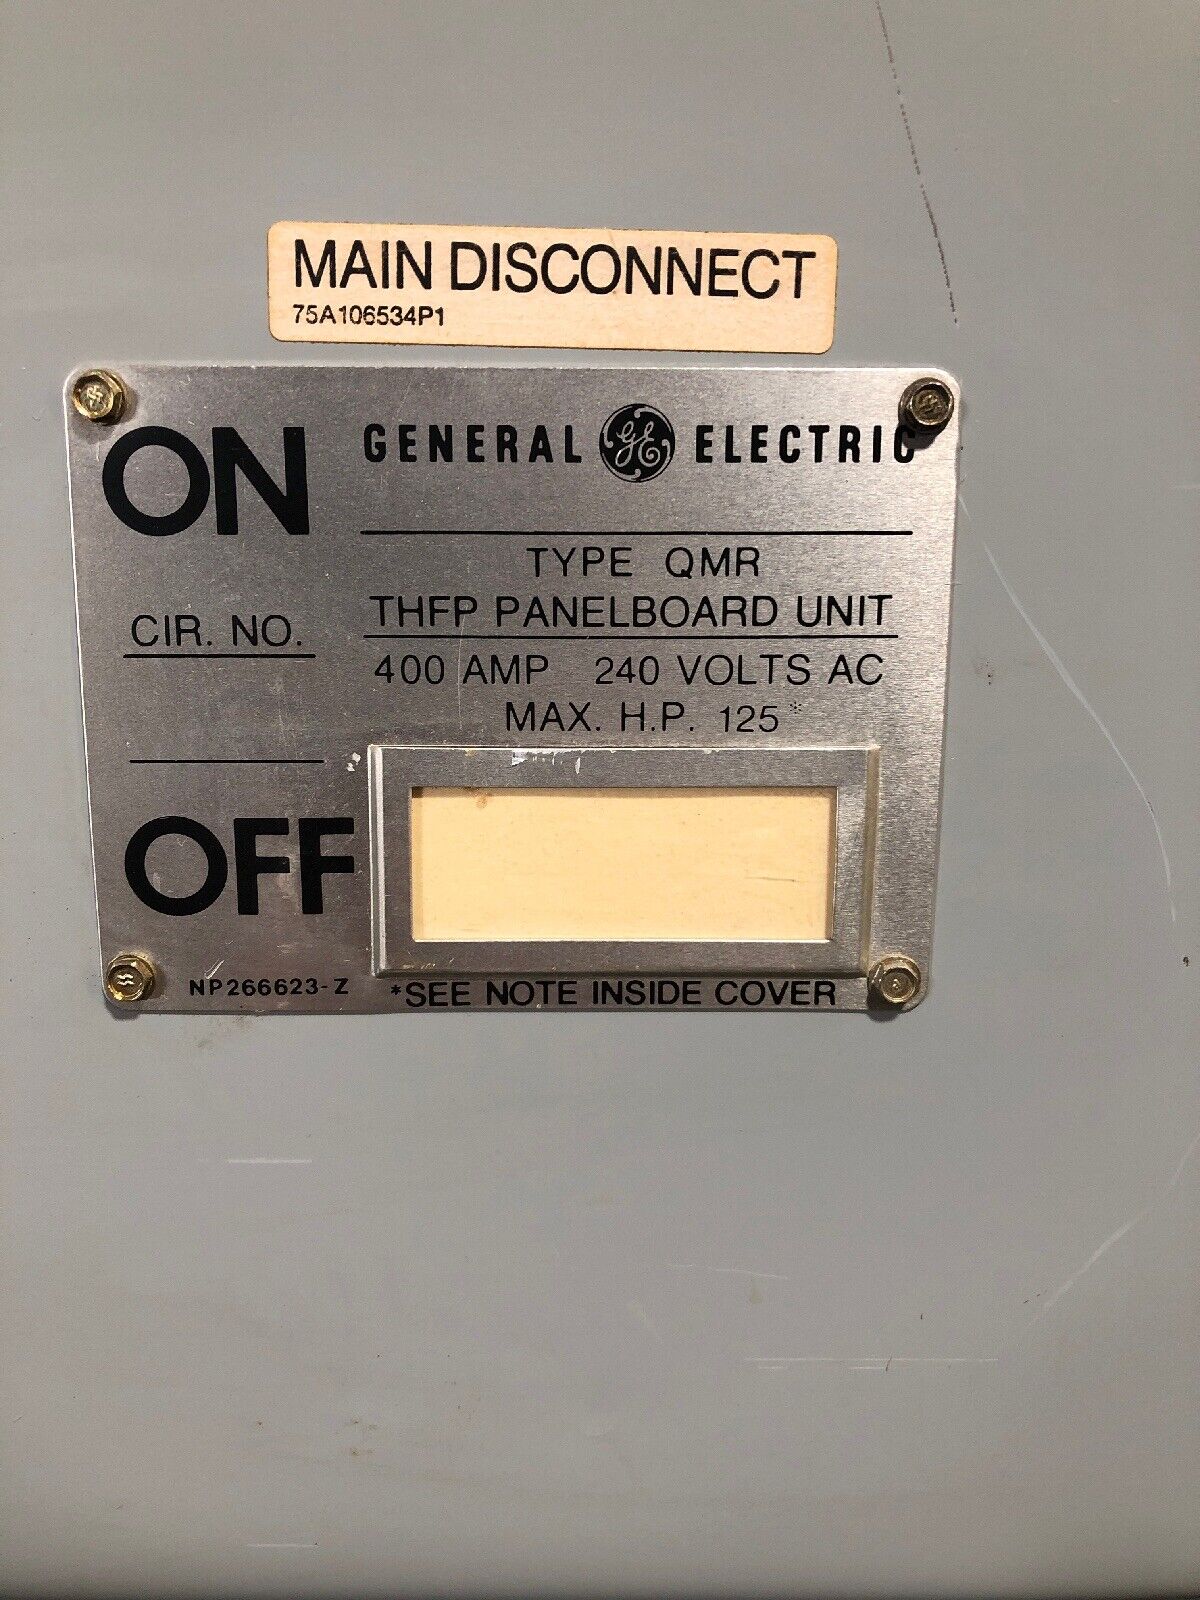 MAIN DISCONNECT
75A106534P1
ON
GENERAL GE ELECTRIC
TYPE QMR
THFP PANELBOARD UNIT
CIR. NO.
400 AMP 240 VOLTS AC
MAX. H.P. 125*
OFF
NP266623-Z
*SEE NOTE INSIDE COVER